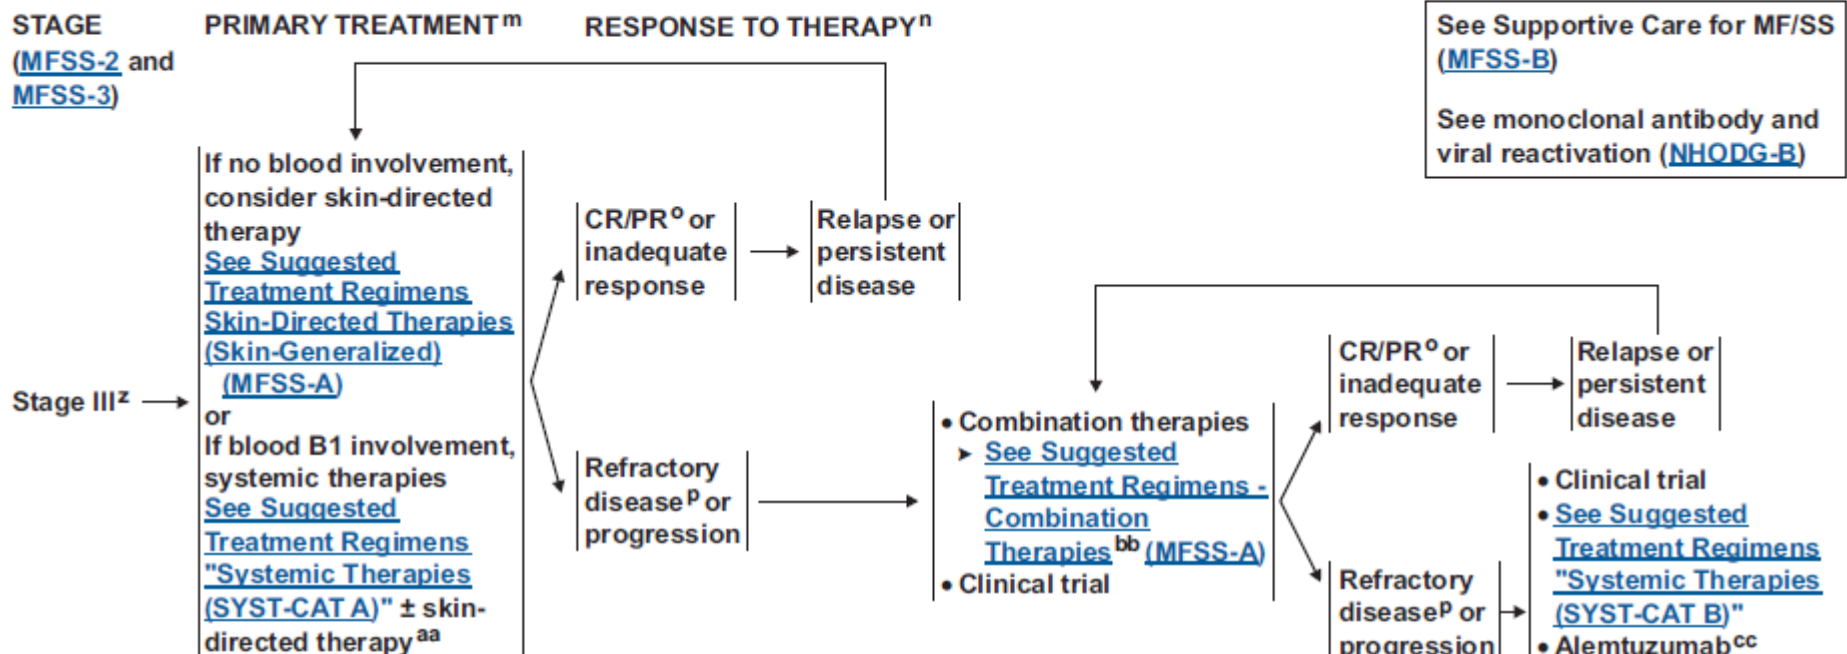 STAGE
(MFSS-2 and
MFSS-3)
PRIMARY TREATMENTm
RESPONSE TO THERAPYn
See Supportive Care for MF/SS
(MFSS-B)
See monoclonal antibody and
viral reactivation (NHODG-B)
Stage IIIz
If no blood involvement,
consider skin-directed
therapy
See Suggested
Treatment Regimens
Skin-Directed Therapies
(Skin-Generalized)
(MFSS-A)
or
If blood B1 involvement,
systemic therapies
See Suggested
Treatment Regimens
"Systemic Therapies
(SYST-CAT A)" ± skin-
directed therapyaa
CR/PRo or
inadequate
response
Relapse or
persistent
disease
Refractory
diseasep or
progression
• Combination therapies
➤ See Suggested
Treatment Regimens -
Combination
Therapiesbb (MFSS-A)
• Clinical trial
CR/PRo or
inadequate
response
Relapse or
persistent
disease
Refractory
diseasep or
progression
• Clinical trial
• See Suggested
Treatment Regimens
"Systemic Therapies
(SYST-CAT B)"
• Alemtuzumabcc